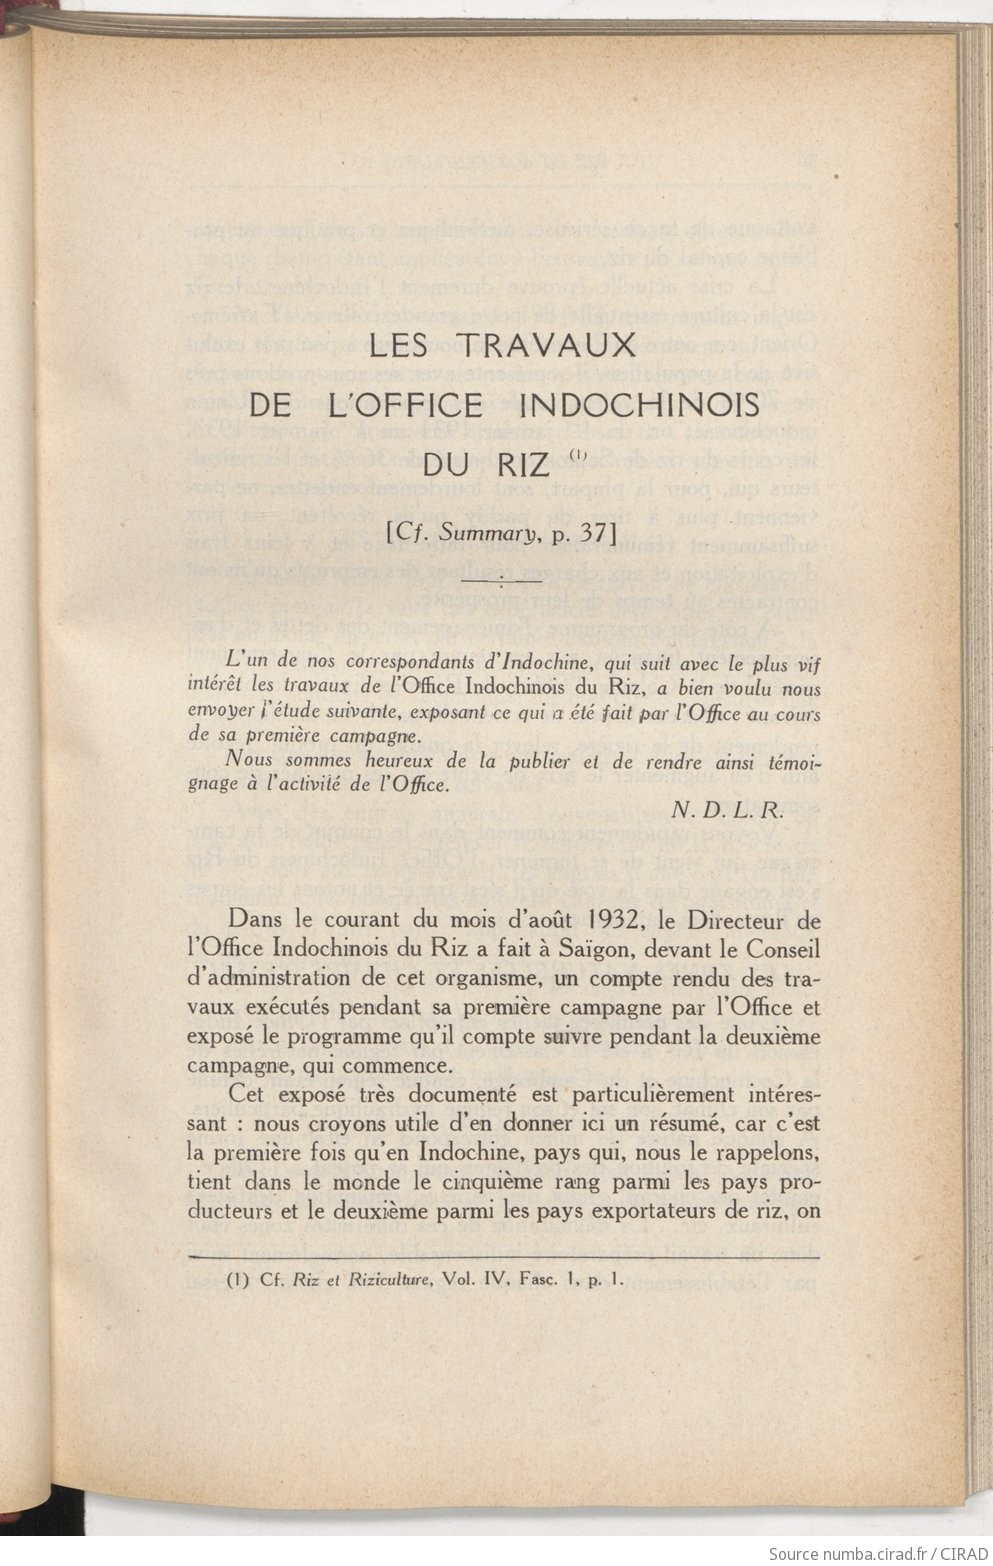 LES TRAVAUX
DE L'OFFICE INDOCHINOIS
DU RIZ (1)
[Cf. Summary, p. 37]
L'un de nos correspondants d'Indochine, qui suit avec le plus vif
intérêt les travaux de l'Office Indochinois du Riz, a bien voulu nous
envoyer l'étude suivante, exposant ce qui a été fait par l'Office au cours
de sa première campagne.
Nous sommes heureux de la publier et de rendre ainsi témoi-
gnage à l'activité de l'Office.
N. D. L. R.
Dans le courant du mois d'août 1932, le Directeur de
l'Office Indochinois du Riz a fait à Saïgon, devant le Conseil
d'administration de cet organisme, un compte rendu des tra-
vaux exécutés pendant sa première campagne par l'Office et
exposé le programme qu'il compte suivre pendant la deuxième
campagne, qui commence.
Cet exposé très documenté est particulièrement intéres-
sant : nous croyons utile d'en donner ici un résumé, car c'est
la première fois qu'en Indochine, pays qui, nous le rappelons,
tient dans le monde le cinquième rang parmi les pays pro-
ducteurs et le deuxième parmi les pays exportateurs de riz, on
(1) Cf. Riz et Riziculture, Vol. IV, Fasc. 1, p. 1.
Source numba.cirad.fr / CIRAD